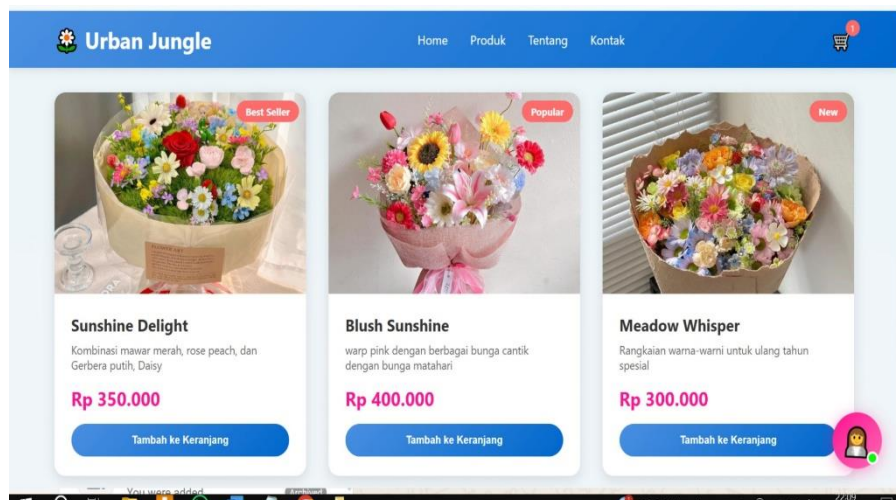 Urban Jungle
Home Produk Tentang Kontak
1
Best Seller
Popular
New
Sunshine Delight
Kombinasi mawar merah, rose peach, dan
Gerbera putih, Daisy
Rp 350.000
Tambah ke Keranjang
Blush Sunshine
warp pink dengan berbagai bunga cantik
dengan bunga matahari
Rp 400.000
Tambah ke Keranjang
Meadow Whisper
Rangkaian warna-warni untuk ulang tahun
spesial
Rp 300.000
Tambah ke Keranjang
You were added
Archived
22.09